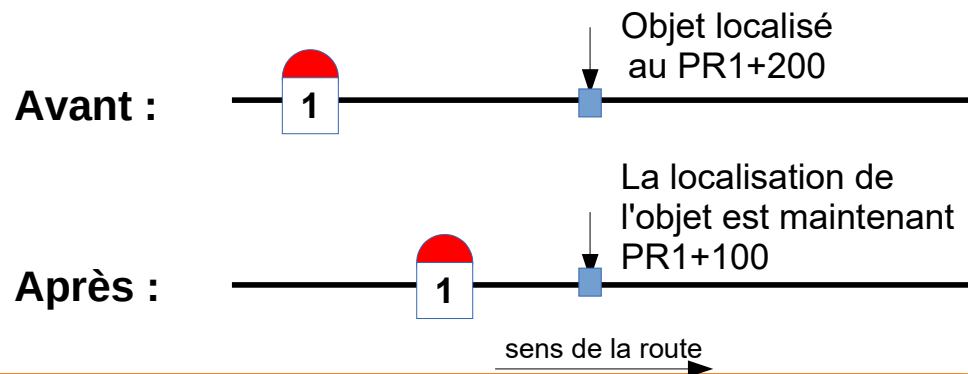 Objet localisé
au PR1+200
Avant :
1
La localisation de
l'objet est maintenant
PR1+100
Après :
1
sens de la route